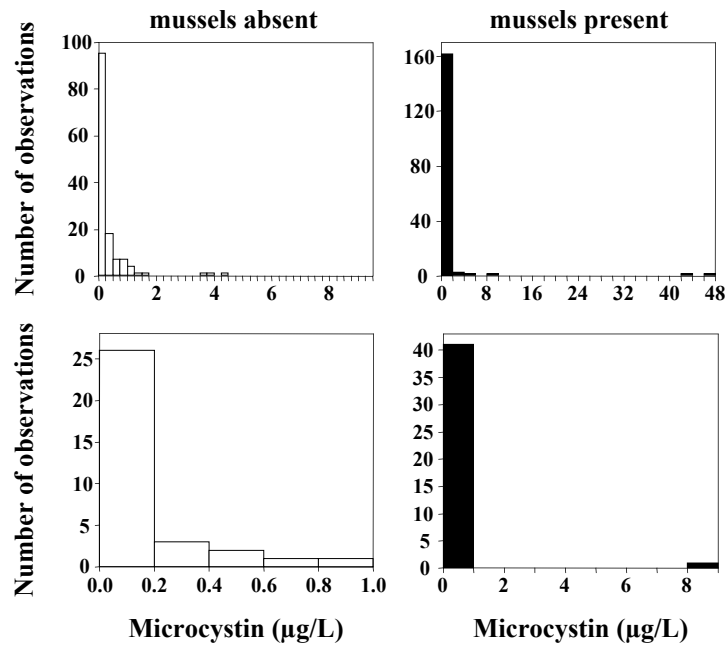 mussels absent
mussels present
Number of observations
100
80
60
40
20
0
0 2 4 6 8
160
120
80
40
0
0 8 16 24 32 40 48
Number of observations
25
20
15
10
5
0
0.0 0.2 0.4 0.6 0.8 1.0
Microcystin (µg/L)
40
35
30
25
20
15
10
5
0
0 2 4 6 8
Microcystin (µg/L)